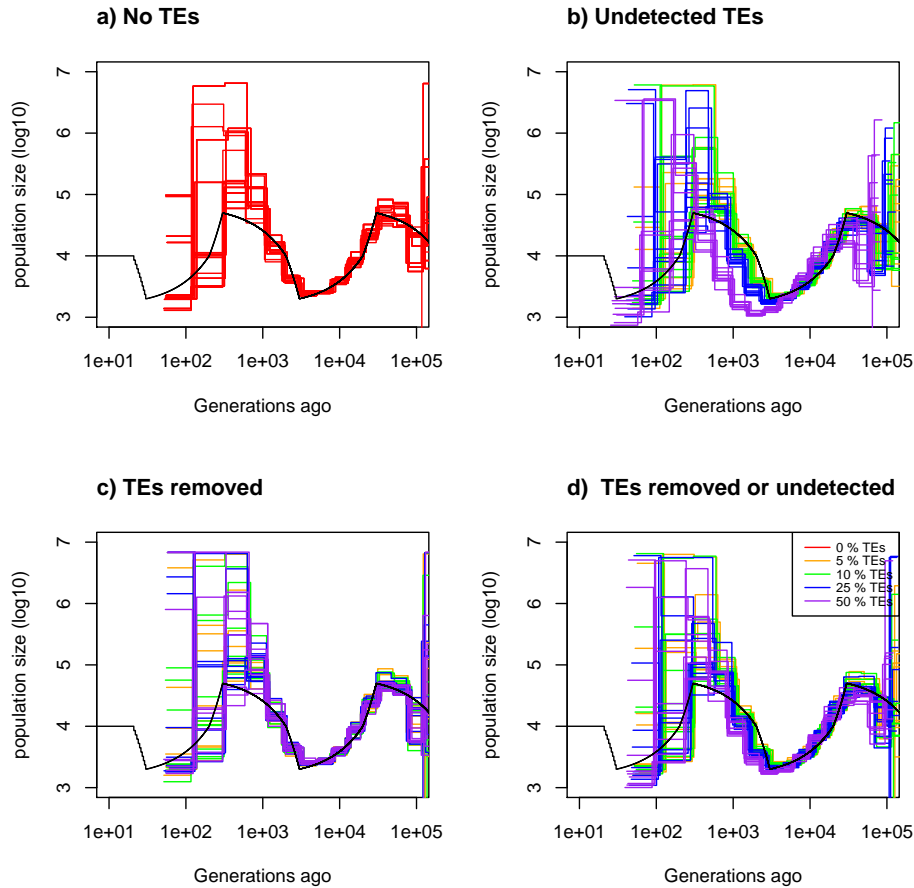 a) No TEs
b) Undetected TEs
population size (log10)
7
6
5
4
3
1e+01 1e+02 1e+03 1e+04 1e+05
Generations ago
population size (log10)
7
6
5
4
3
1e+01 1e+02 1e+03 1e+04 1e+05
Generations ago
c) TEs removed
d) TEs removed or undetected
population size (log10)
7
6
5
4
3
1e+01 1e+02 1e+03 1e+04 1e+05
Generations ago
population size (log10)
7
6
5
4
3
0 % TEs
5 % TEs
10 % TEs
25 % TEs
50 % TEs
1e+01 1e+02 1e+03 1e+04 1e+05
Generations ago